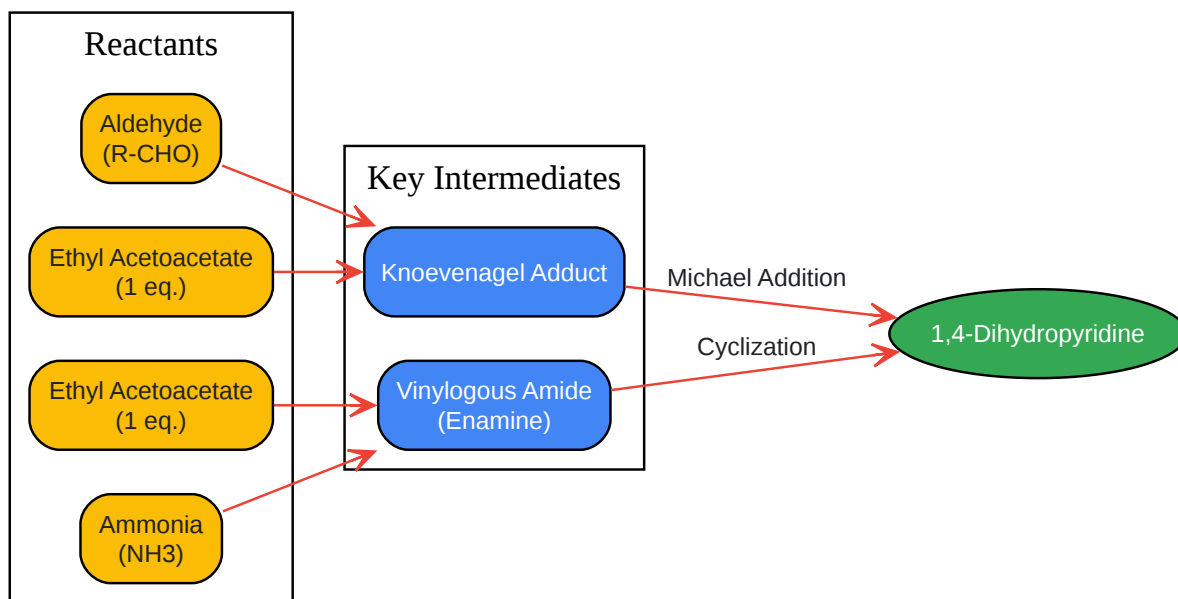 Reactants
Aldehyde
(R-CHO)
Ethyl Acetoacetate
(1 eq.)
Ethyl Acetoacetate
(1 eq.)
Ammonia
(NH3)
Key Intermediates
Knoevenagel Adduct
Vinylogous Amide
(Enamine)
Michael Addition
Cyclization
1,4-Dihydropyridine